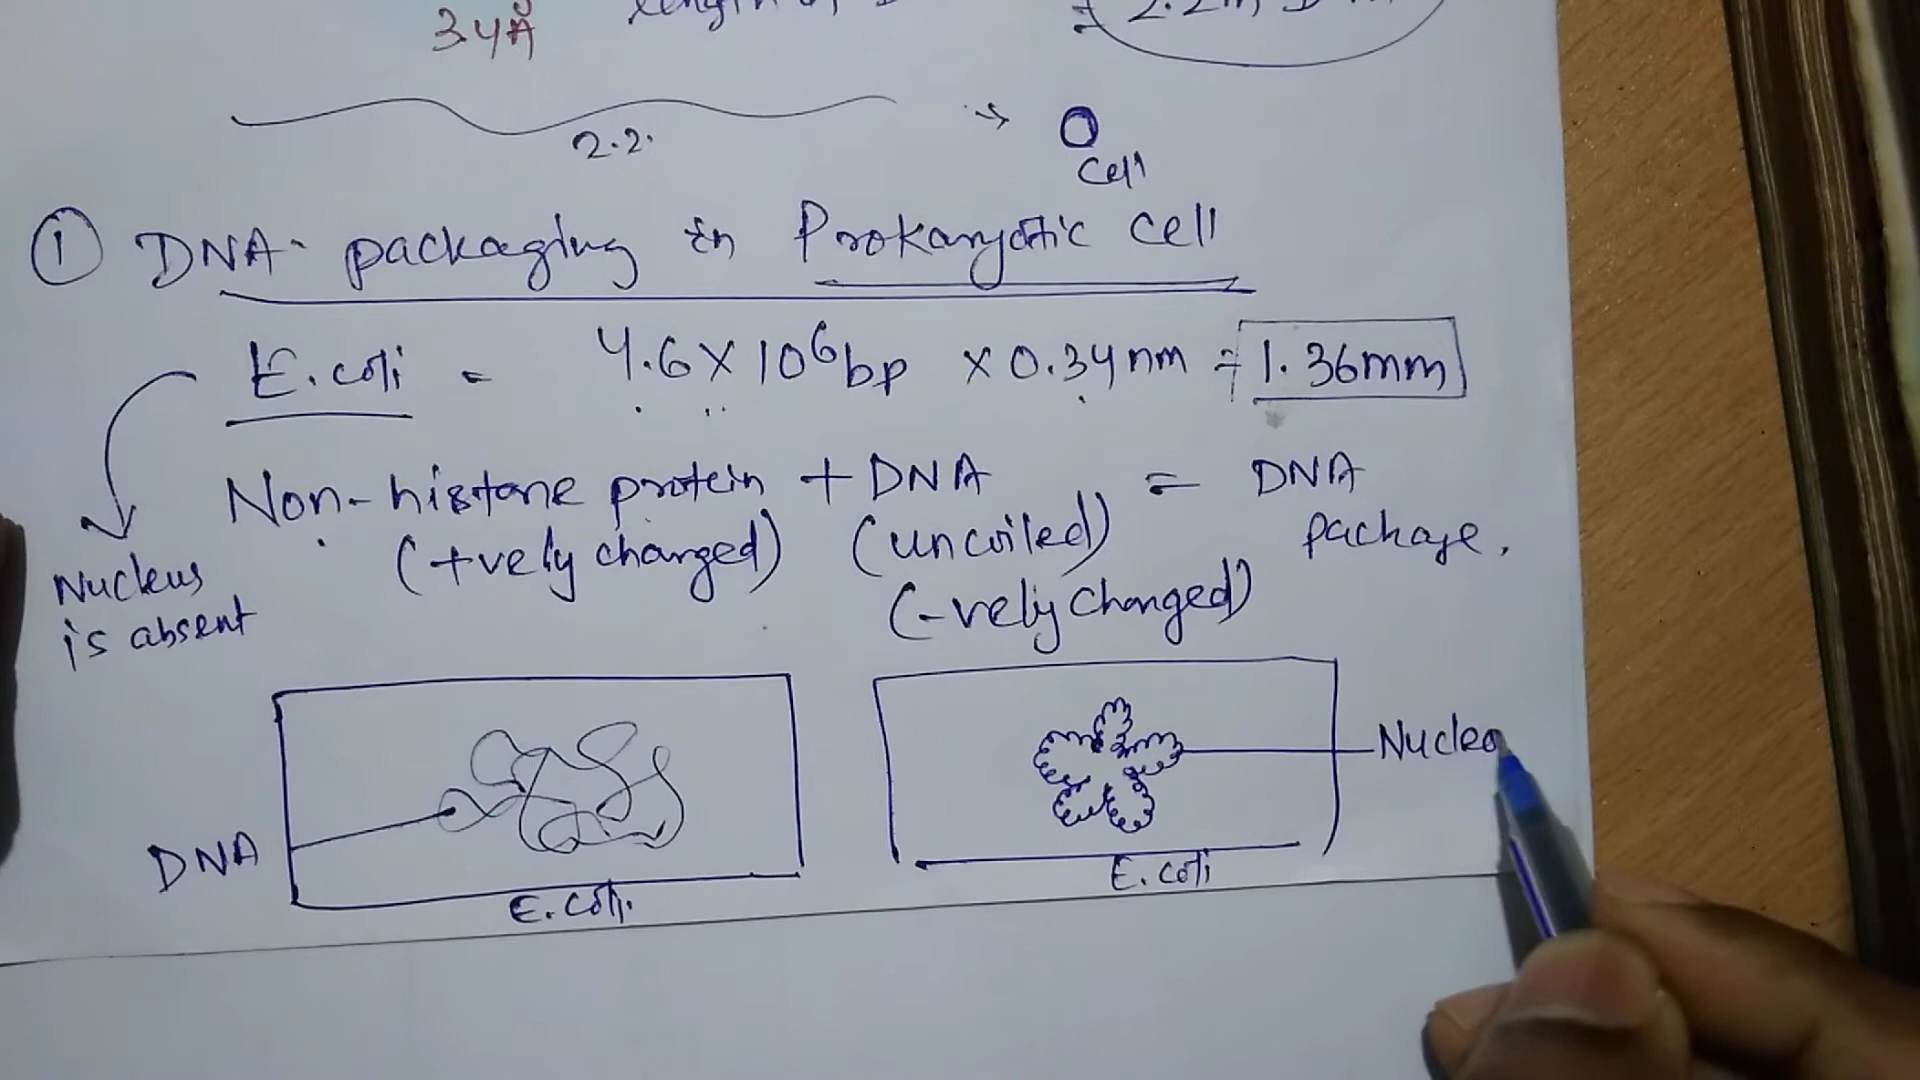 34Å
2.2.
Cell
① DNA- packaging in Prokaryotic cell
E.coli = 4.6 × 10⁶ bp × 0.34 nm = 1.36mm
Non-histone protein + DNA = DNA
(+vely charged) (uncoiled) package.
(-vely charged)
Nucleus
is absent
DNA
E. coli.
Nucleo
E. coli